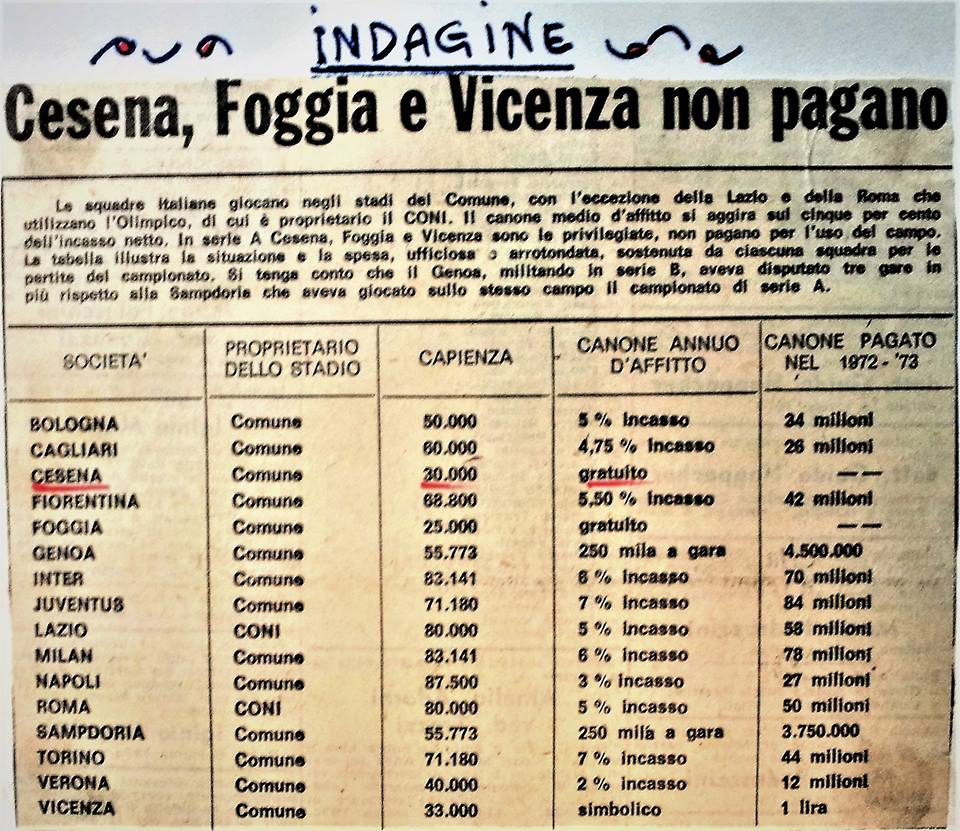 INDAGINE
Cesena, Foggia e Vicenza non pagano
Le squadre italiane giocano negli stadi del Comune, con l'eccezione della Lazio e della Roma che
utilizzano l'Olimpico, di cui è proprietario il CONI. Il canone medio d'affitto si aggira sul cinque per cento
dell'incasso netto. In serie A Cesena, Foggia e Vicenza sono le privilegiate, non pagano per l'uso del campo.
La tabella illustra la situazione e la spesa, ufficiosa o arrotondata, sostenuta da ciascuna squadra per le
partite del campionato. Si tenga conto che il Genoa, militando in serie B, aveva disputato tre gare in
più rispetto alla Sampdoria che aveva giocato sullo stesso campo il campionato di serie A.
SOCIETA' PROPRIETARIO DELLO STADIO CAPIENZA CANONE ANNUO D'AFFITTO CANONE PAGATO NEL 1972-'73
BOLOGNA Comune 50.000 5 % incasso 34 milioni
CAGLIARI Comune 60.000 4,75 % incasso 26 milioni
CESENA Comune 30.000 gratuito — —
FIORENTINA Comune 68.800 5,50 % incasso 42 milioni
FOGGIA Comune 25.000 gratuito — —
GENOA Comune 55.773 250 mila a gara 4.500.000
INTER Comune 83.141 6 % incasso 70 milioni
JUVENTUS Comune 71.180 7 % incasso 84 milioni
LAZIO CONI 80.000 5 % incasso 58 milioni
MILAN Comune 83.141 6 % incasso 78 milioni
NAPOLI Comune 87.500 3 % incasso 27 milioni
ROMA CONI 80.000 5 % incasso 50 milioni
SAMPDORIA Comune 55.773 250 mila a gara 3.750.000
TORINO Comune 71.180 7 % incasso 44 milioni
VERONA Comune 40.000 2 % incasso 12 milioni
VICENZA Comune 33.000 simbolico 1 lira